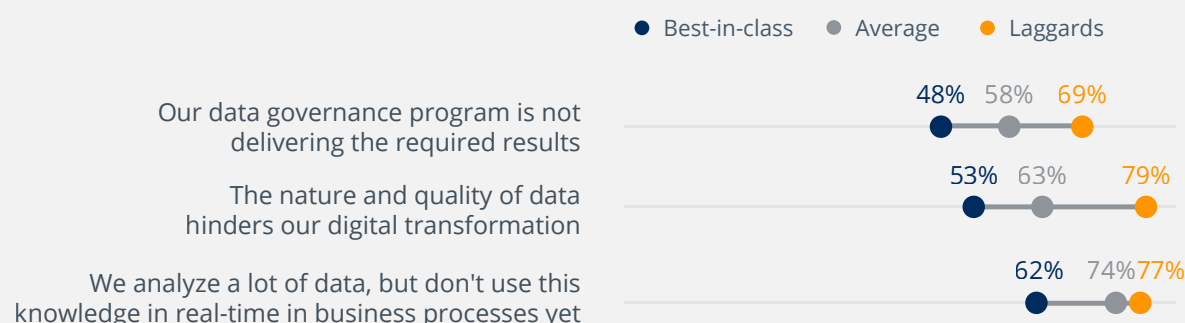 Best-in-class Average Laggards
48% 58% 69%
Our data governance program is not
delivering the required results
53% 63% 79%
The nature and quality of data
hinders our digital transformation
62% 74% 77%
We analyze a lot of data, but don't use this
knowledge in real-time in business processes yet